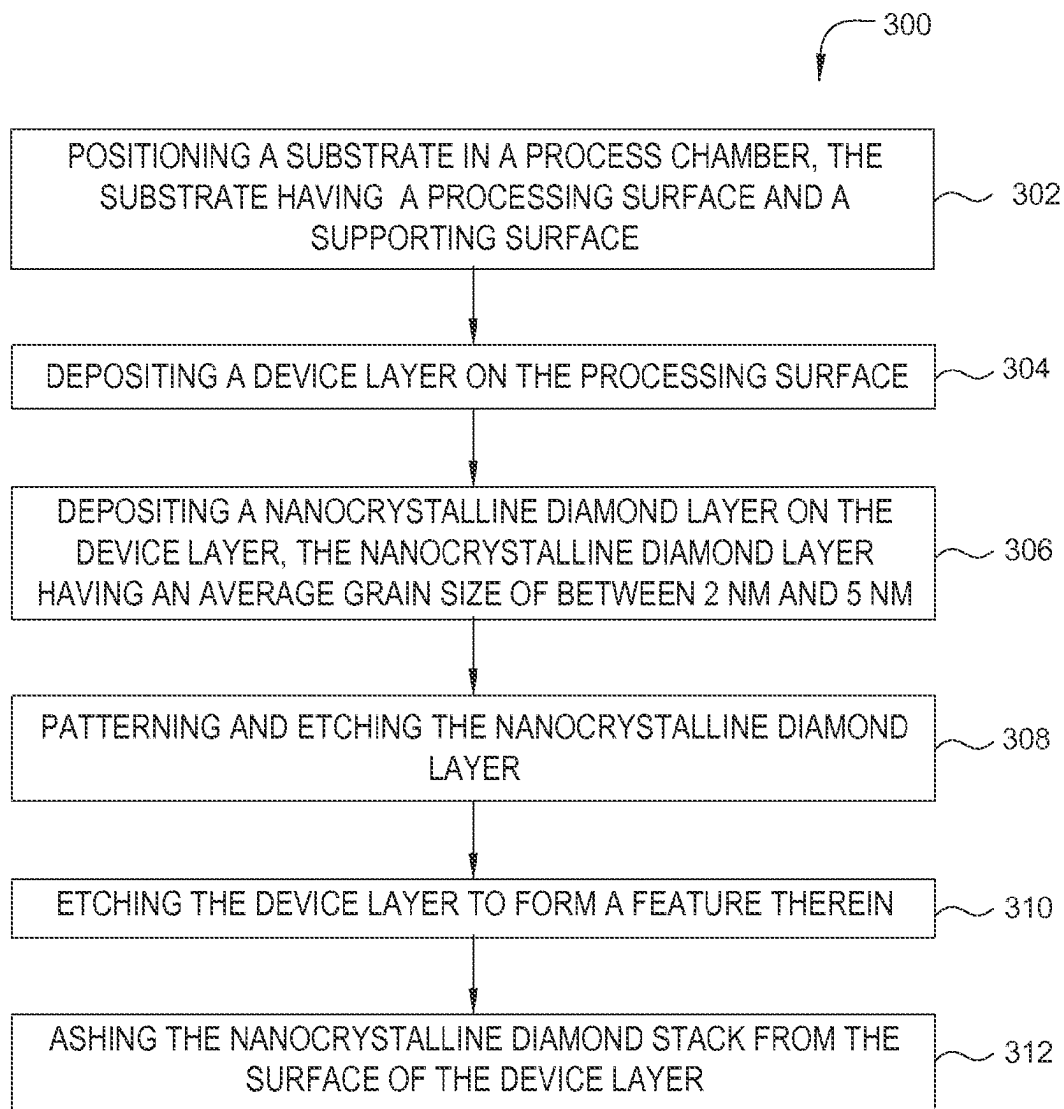 300
POSITIONING A SUBSTRATE IN A PROCESS CHAMBER, THE
SUBSTRATE HAVING A PROCESSING SURFACE AND A
SUPPORTING SURFACE
302
DEPOSITING A DEVICE LAYER ON THE PROCESSING SURFACE
304
DEPOSITING A NANOCRYSTALLINE DIAMOND LAYER ON THE
DEVICE LAYER, THE NANOCRYSTALLINE DIAMOND LAYER
HAVING AN AVERAGE GRAIN SIZE OF BETWEEN 2 NM AND 5 NM
306
PATTERNING AND ETCHING THE NANOCRYSTALLINE DIAMOND
LAYER
308
ETCHING THE DEVICE LAYER TO FORM A FEATURE THEREIN
310
ASHING THE NANOCRYSTALLINE DIAMOND STACK FROM THE
SURFACE OF THE DEVICE LAYER
312